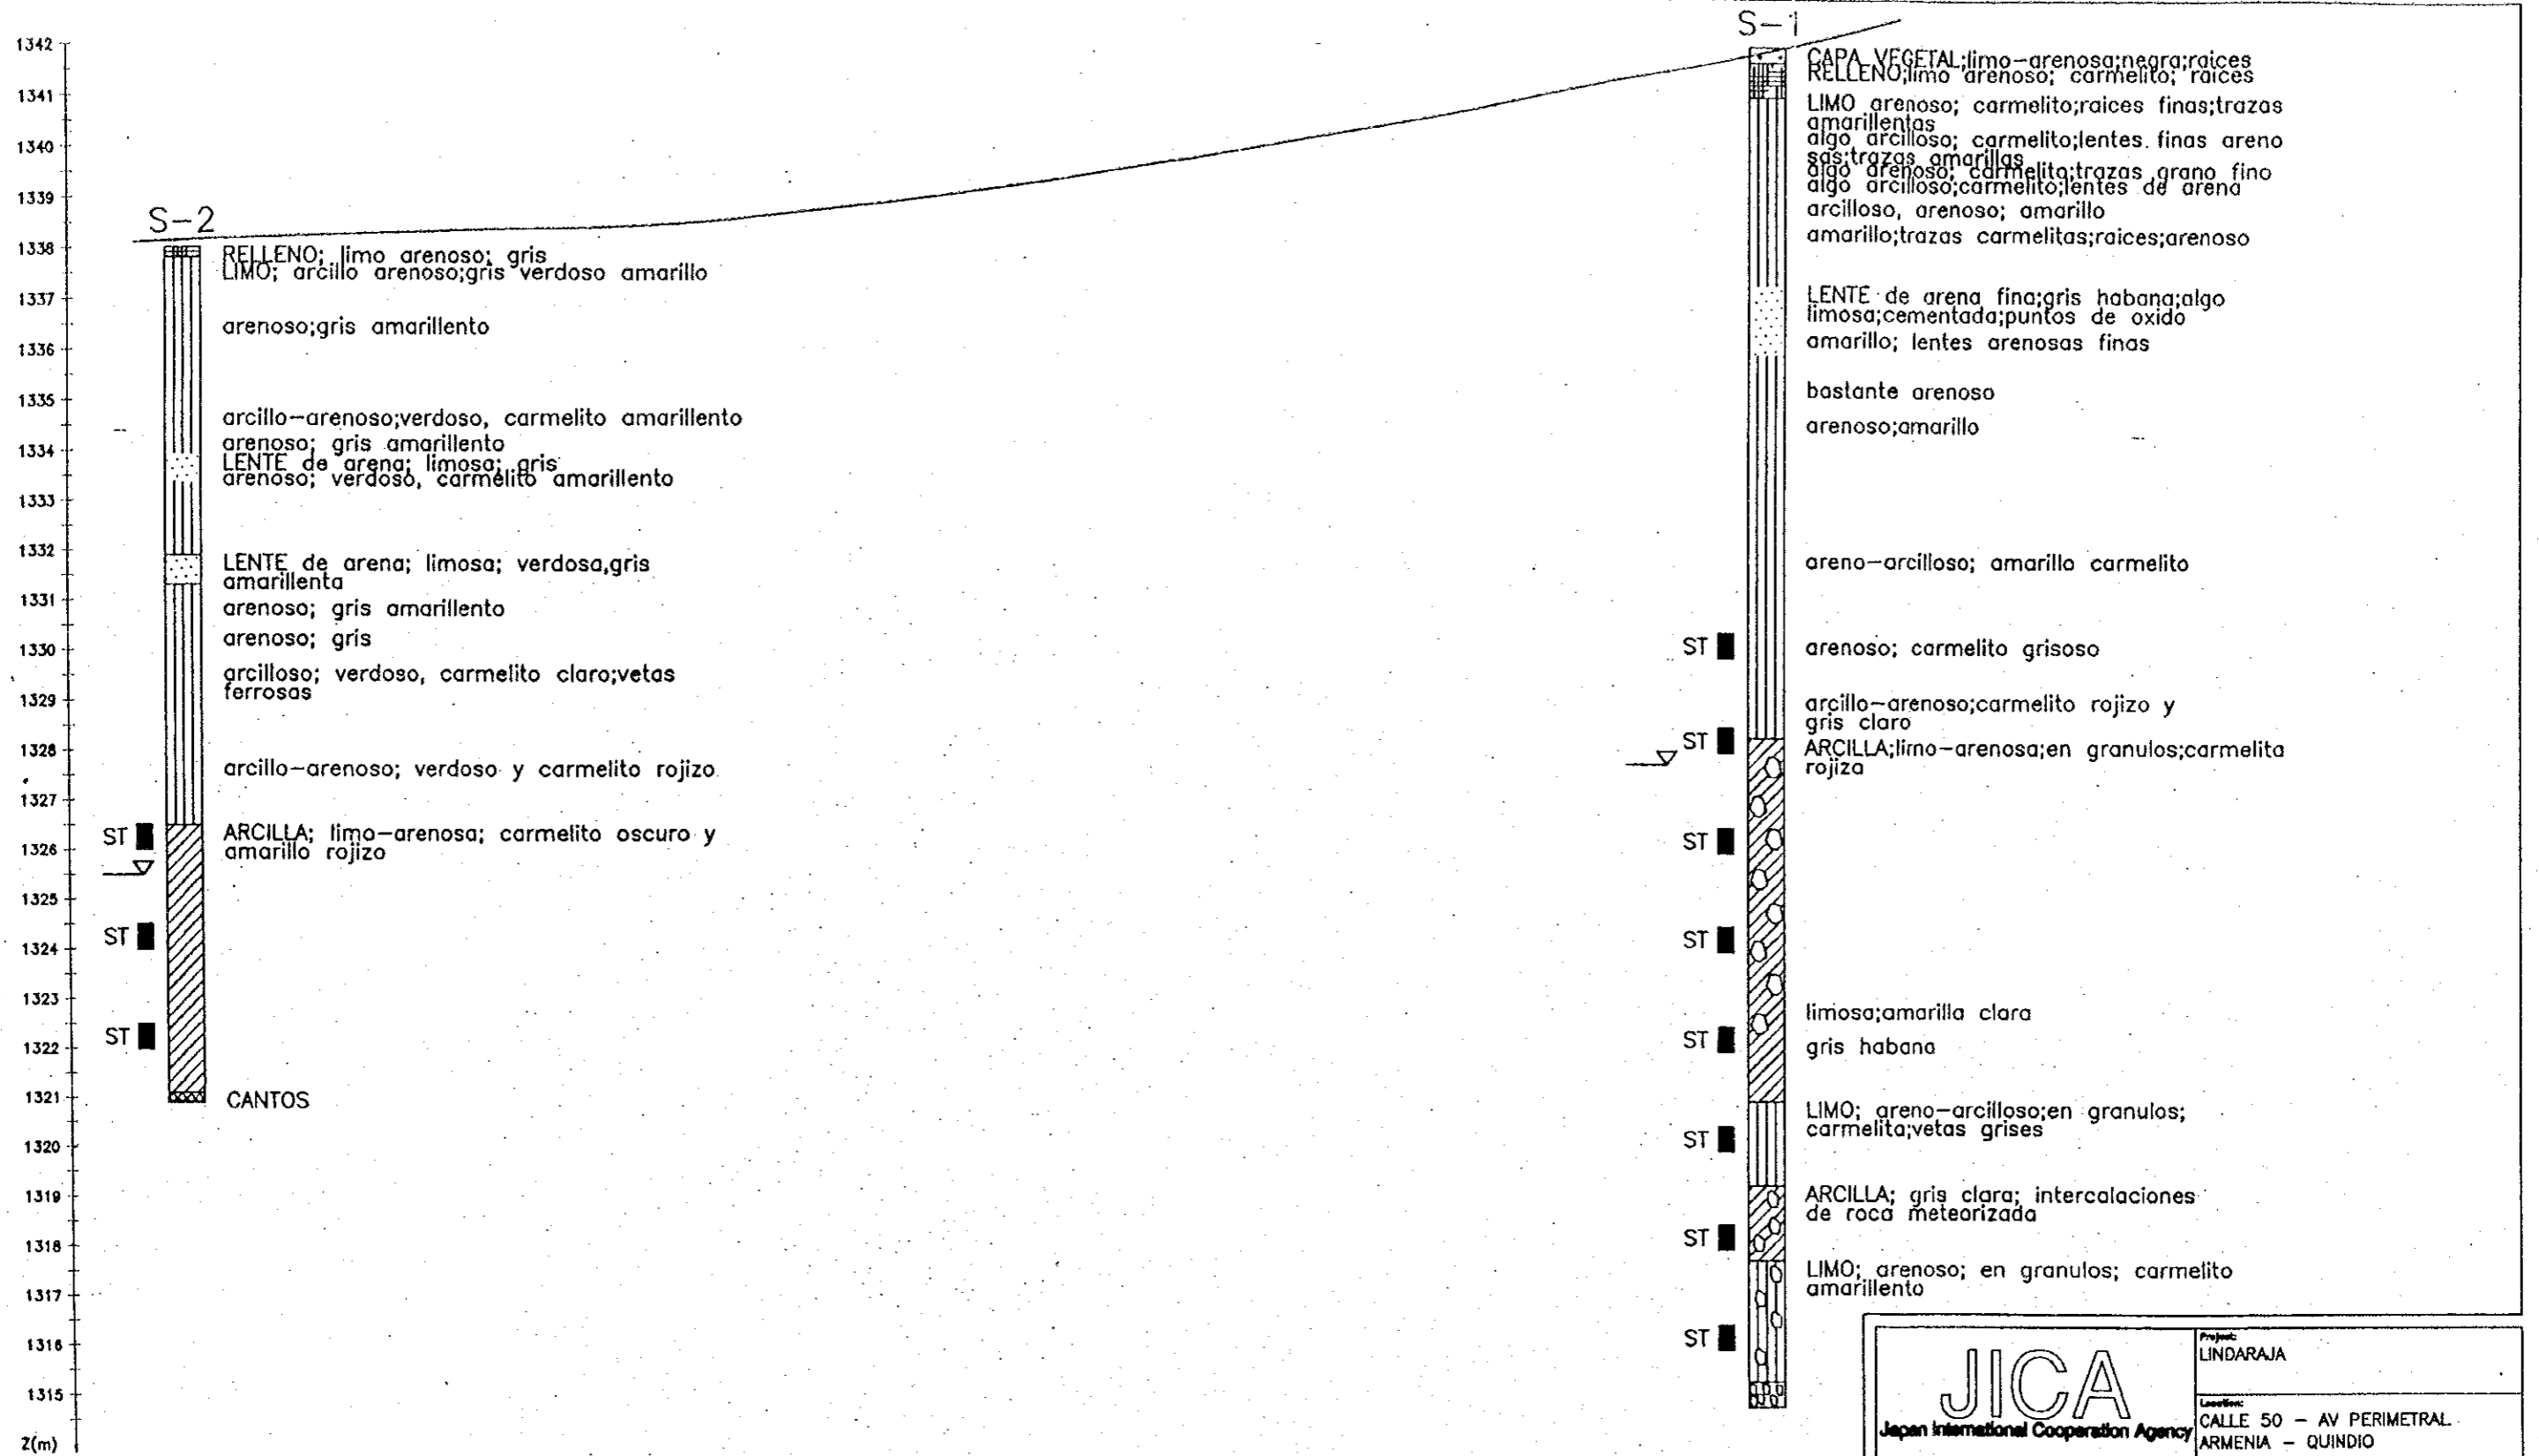 1342
1341
1340
1339
1338
1337
1336
1335
1334
1333
1332
1331
1330
1329
1328
1327
1326
1325
1324
1323
1322
1321
1320
1319
1318
1317
1316
1315
Z(m)
S-2
RELLENO; limo arenoso; gris
LIMO; arcillo arenoso;gris verdoso amarillo
arenoso;gris amarillento
arcillo-arenoso;verdoso, carmelito amarillento
arenoso; gris amarillento
LENTE de arena; limosa; gris
arenoso; verdoso, carmelito amarillento
LENTE de arena; limosa; verdosa,gris
amarillenta
arenoso; gris amarillento
arenoso; gris
arcilloso; verdoso, carmelito claro;vetas
ferrosas
arcillo-arenoso; verdoso y carmelito rojizo
ST
ARCILLA; limo-arenosa; carmelito oscuro y
amarillo rojizo
ST
ST
CANTOS
S-1
CAPA VEGETAL;limo-arenosa;negra;raices
RELLENO;limo arenoso; carmelito; raices
LIMO arenoso; carmelito;raices finas;trazas
amarillentas
algo arcilloso; carmelito;lentes finas areno
sas;trazas amarillas
algo arenoso; carmelito;trazas grano fino
algo arcilloso;carmelito;lentes de arena
arcilloso, arenoso; amarillo
amarillo;trazas carmelitas;raices;arenoso
LENTE de arena fina;gris habana;algo
limosa;cementada;puntos de oxido
amarillo; lentes arenosas finas
bastante arenoso
arenoso;amarillo
areno-arcilloso; amarillo carmelito
ST
arenoso; carmelito grisoso
arcillo-arenoso;carmelito rojizo y
gris claro
ST
ARCILLA;limo-arenosa;en granulos;carmelita
rojiza
ST
ST
limosa;amarilla clara
ST
gris habana
LIMO; areno-arcilloso;en granulos;
carmelita;vetas grises
ST
ARCILLA; gris clara; intercalaciones
de roca meteorizada
ST
LIMO; arenoso; en granulos; carmelito
amarillento
ST
JICA
Japan International Cooperation Agency
Project:
LINDARAJA
Location:
CALLE 50 - AV PERIMETRAL
ARMENIA - QUINDIO